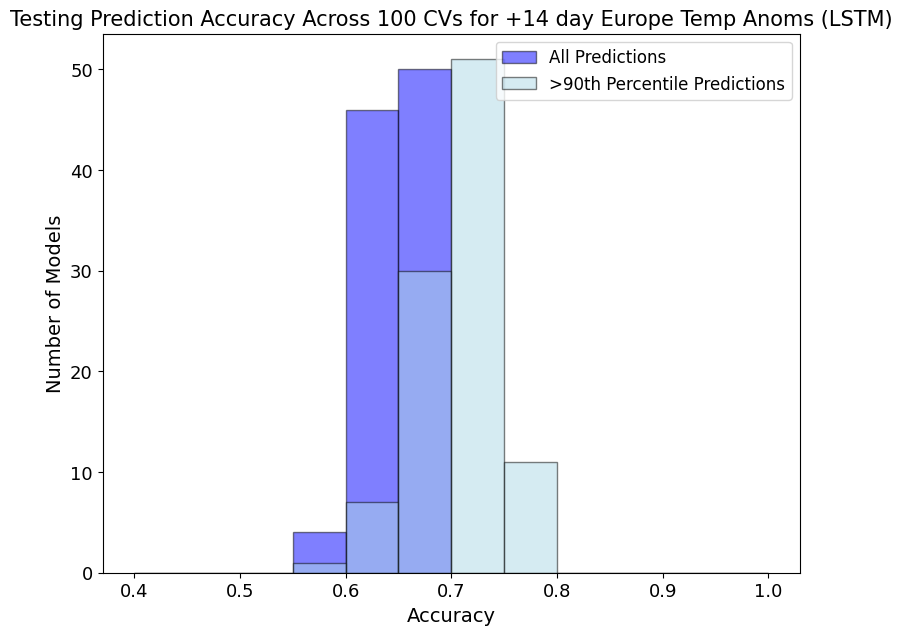 Testing Prediction Accuracy Across 100 CVs for +14 day Europe Temp Anoms (LSTM)
All Predictions
>90th Percentile Predictions
Number of Models
50
40
30
20
10
0
0.4 0.5 0.6 0.7 0.8 0.9 1.0
Accuracy